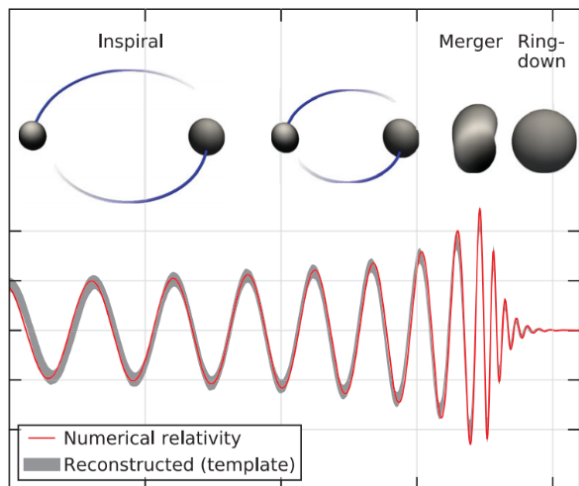 Inspiral
Merger
Ring-
down
Numerical relativity
Reconstructed (template)